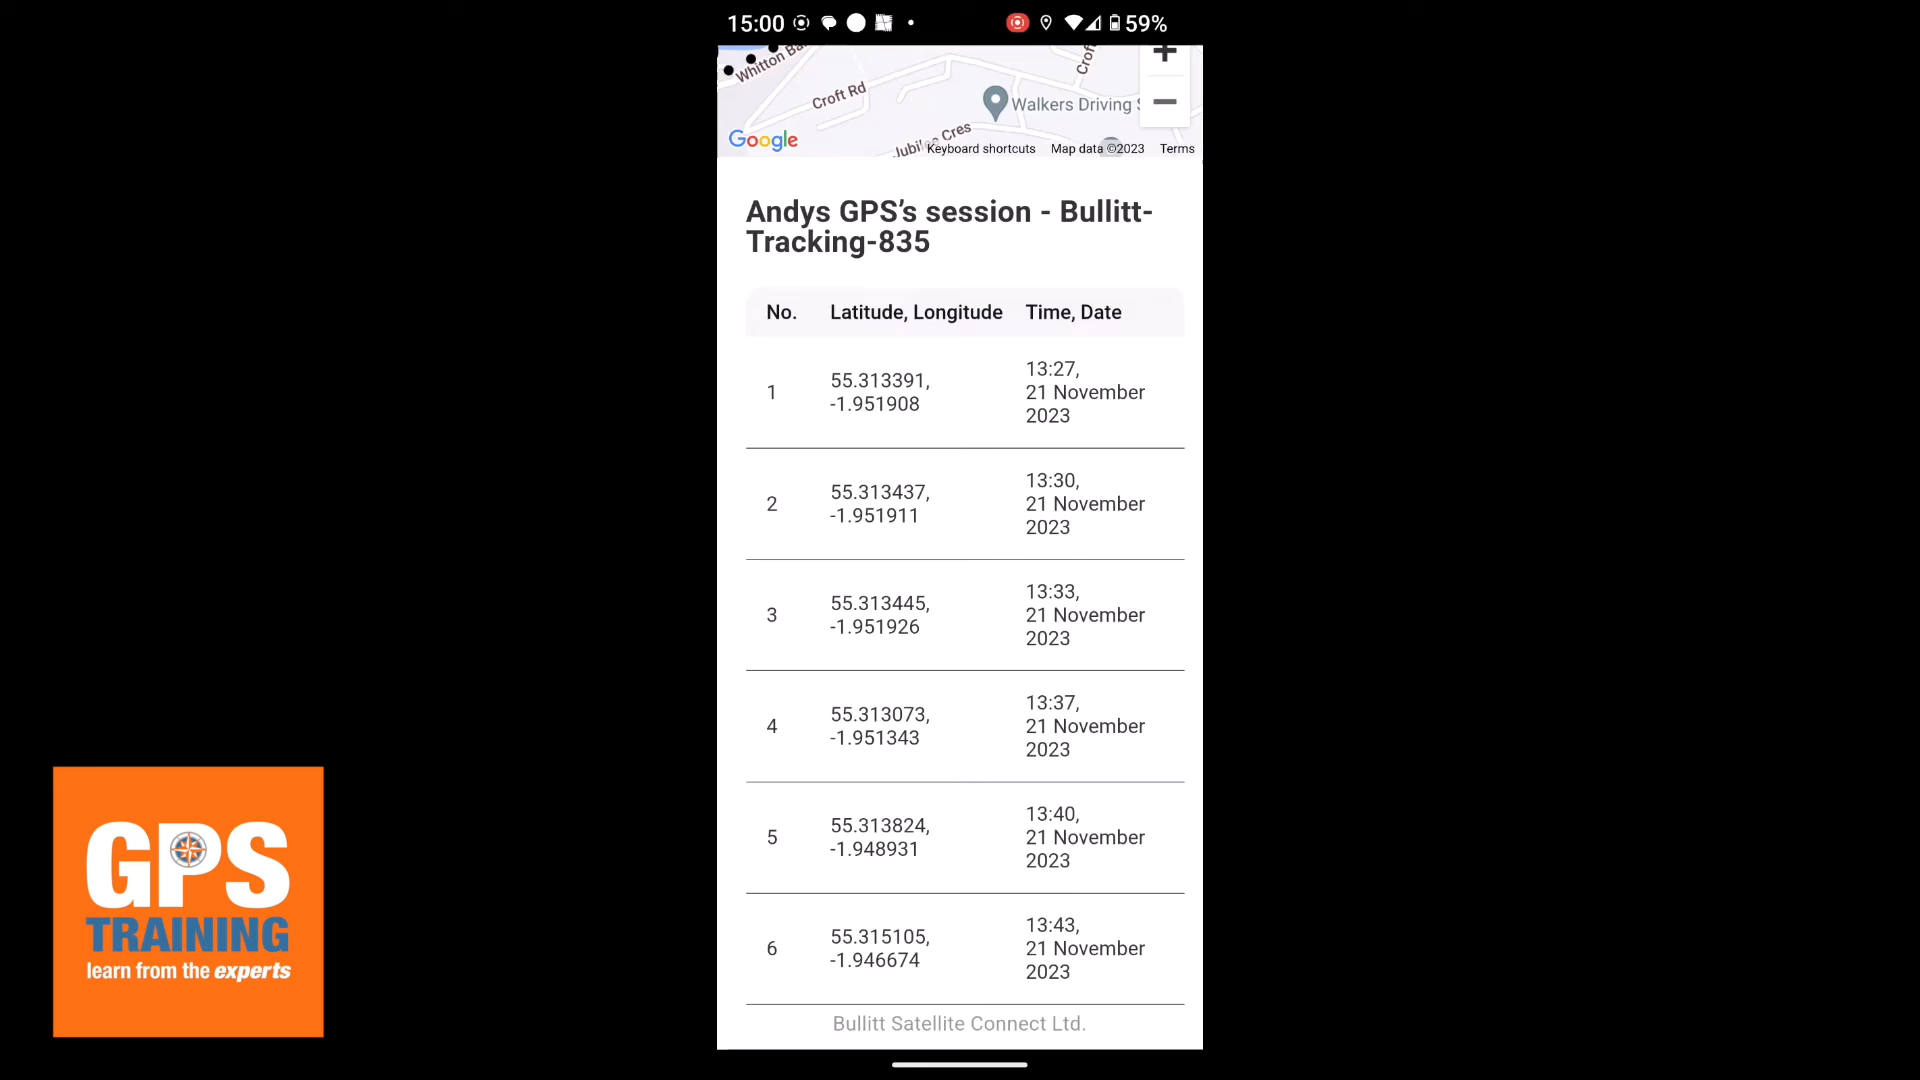 15:00
59%
Whitton Ba
Croft Rd
Crof
Walkers Driving S
Jubilee Cres
Google
Keyboard shortcuts
Map data ©2023
Terms
Andys GPS’s session - Bullitt-
Tracking-835
No.
Latitude, Longitude
Time, Date
1
55.313391,
-1.951908
13:27,
21 November
2023
2
55.313437,
-1.951911
13:30,
21 November
2023
3
55.313445,
-1.951926
13:33,
21 November
2023
4
55.313073,
-1.951343
13:37,
21 November
2023
5
55.313824,
-1.948931
13:40,
21 November
2023
6
55.315105,
-1.946674
13:43,
21 November
2023
Bullitt Satellite Connect Ltd.
GPS
TRAINING
learn from the experts